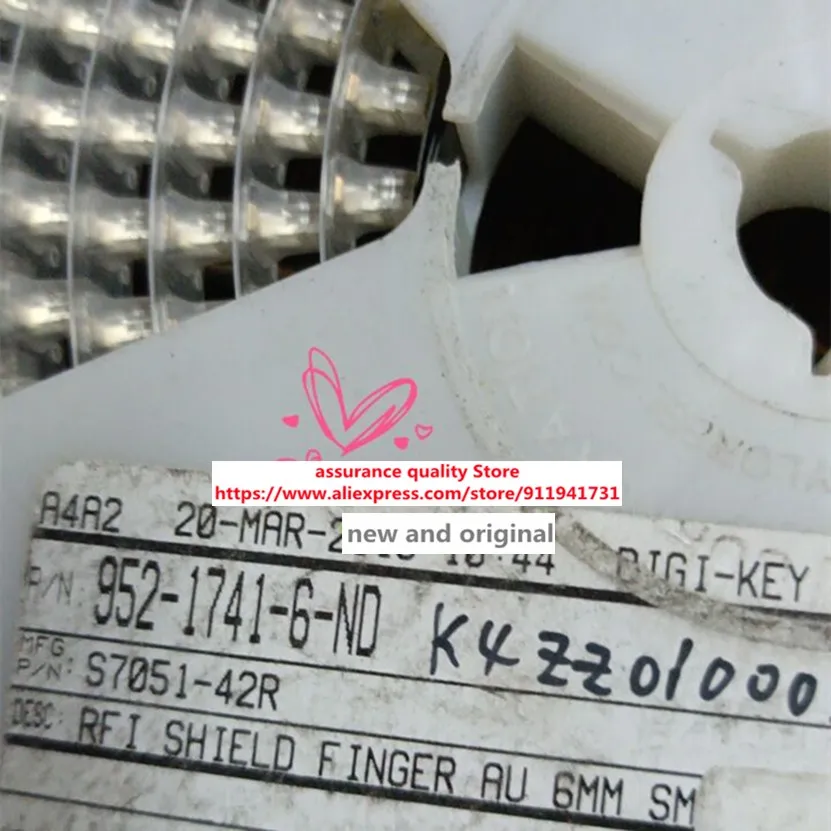 assurance quality Store
https://www.aliexpress.com/store/911941731
new and original
A4A2 20-MAR- 44 DIGI-KEY
P/N 952-1741-6-ND K4ZZ01000
MFG
P/N: S7051-42R
DESC: RFI SHIELD FINGER AU 6MM SM